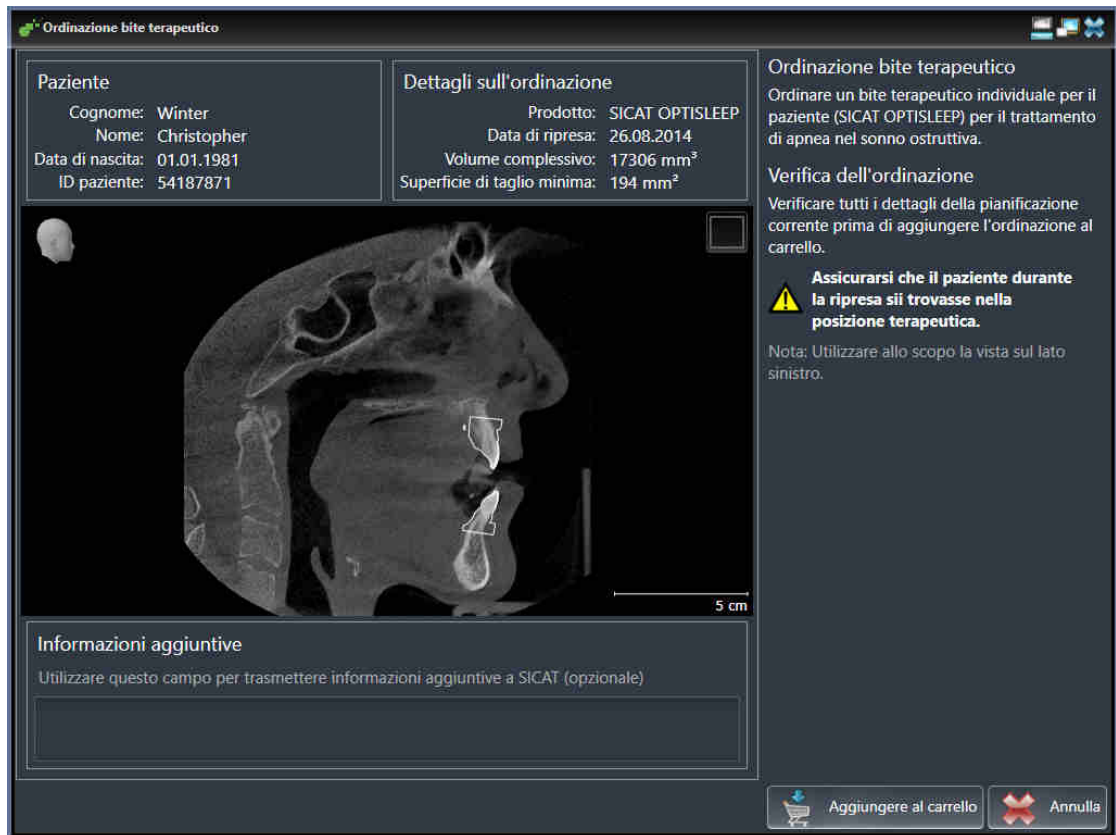 Ordinazione bite terapeutico
Paziente
Cognome: Winter
Nome: Christopher
Data di nascita: 01.01.1981
ID paziente: 54187871
Dettagli sull'ordinazione
Prodotto: SICAT OPTISLEEP
Data di ripresa: 26.08.2014
Volume complessivo: 17306 mm³
Superficie di taglio minima: 194 mm²
5 cm
Informazioni aggiuntive
Utilizzare questo campo per trasmettere informazioni aggiuntive a SICAT (opzionale)
Ordinazione bite terapeutico
Ordinare un bite terapeutico individuale per il
paziente (SICAT OPTISLEEP) per il trattamento
di apnea nel sonno ostruttiva.
Verifica dell'ordinazione
Verificare tutti i dettagli della pianificazione
corrente prima di aggiungere l'ordinazione al
carrello.
Assicurarsi che il paziente durante
la ripresa sii trovasse nella
posizione terapeutica.
Nota: Utilizzare allo scopo la vista sul lato
sinistro.
Aggiungere al carrello
Annulla